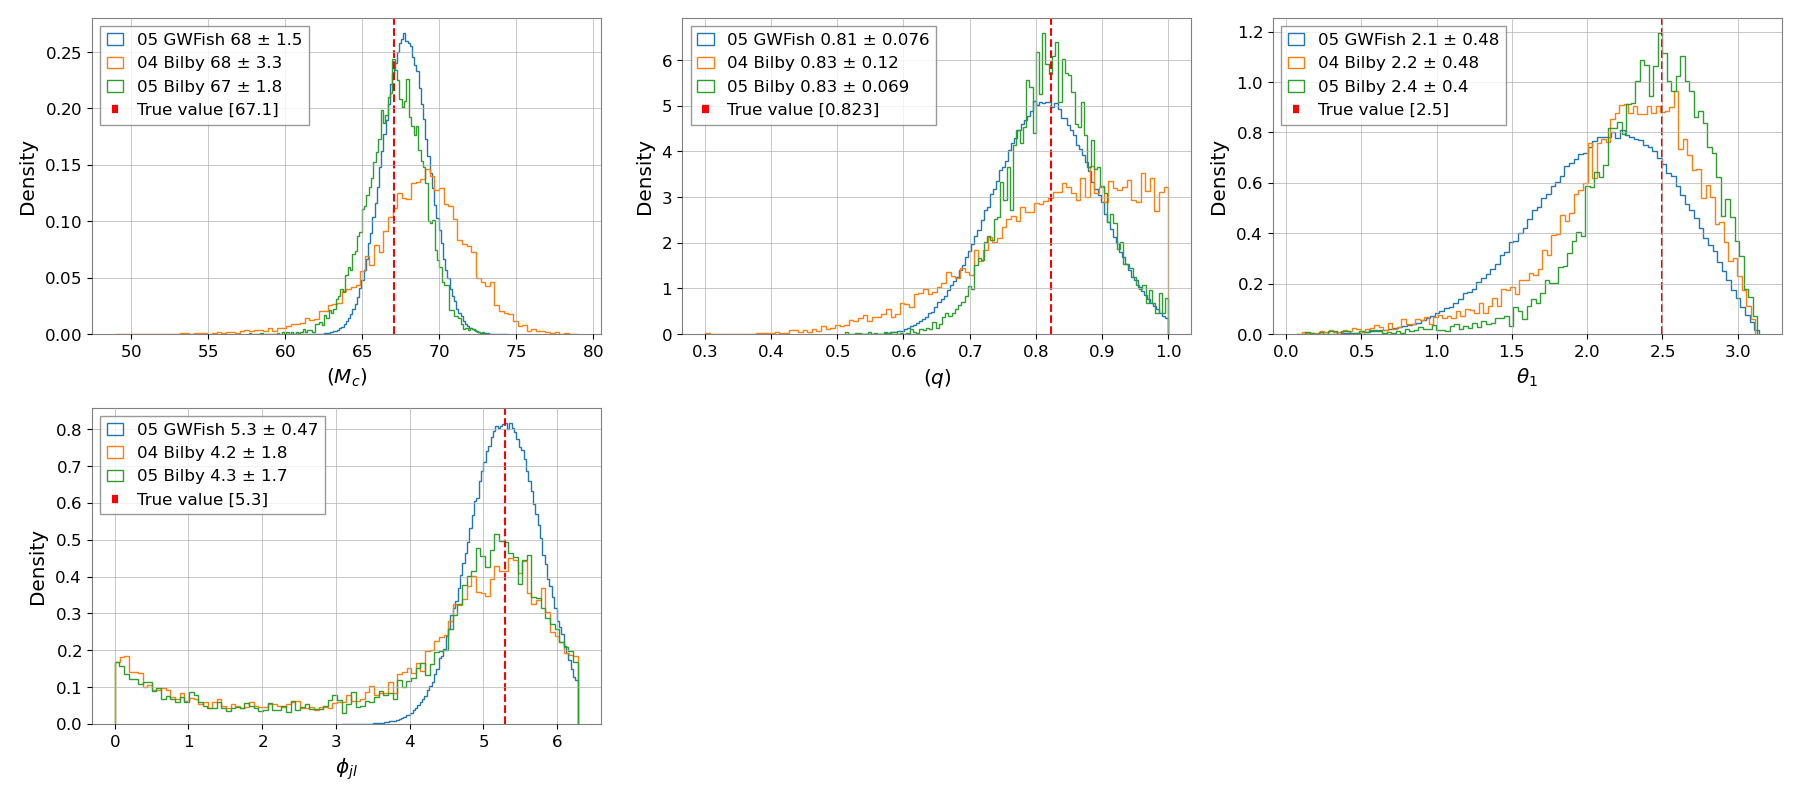 05 GWFish 68 ± 1.5
04 Bilby 68 ± 3.3
05 Bilby 67 ± 1.8
True value [67.1]
0.25
0.20
0.15
0.10
0.05
0.00
Density
50 55 60 65 70 75 80
(M_c)
05 GWFish 0.81 ± 0.076
04 Bilby 0.83 ± 0.12
05 Bilby 0.83 ± 0.069
True value [0.823]
6
5
4
3
2
1
0
Density
0.3 0.4 0.5 0.6 0.7 0.8 0.9 1.0
(q)
05 GWFish 2.1 ± 0.48
04 Bilby 2.2 ± 0.48
05 Bilby 2.4 ± 0.4
True value [2.5]
1.2
1.0
0.8
0.6
0.4
0.2
0.0
Density
0.0 0.5 1.0 1.5 2.0 2.5 3.0
θ_1
05 GWFish 5.3 ± 0.47
04 Bilby 4.2 ± 1.8
05 Bilby 4.3 ± 1.7
True value [5.3]
0.8
0.7
0.6
0.5
0.4
0.3
0.2
0.1
0.0
Density
0 1 2 3 4 5 6
ϕ_jl